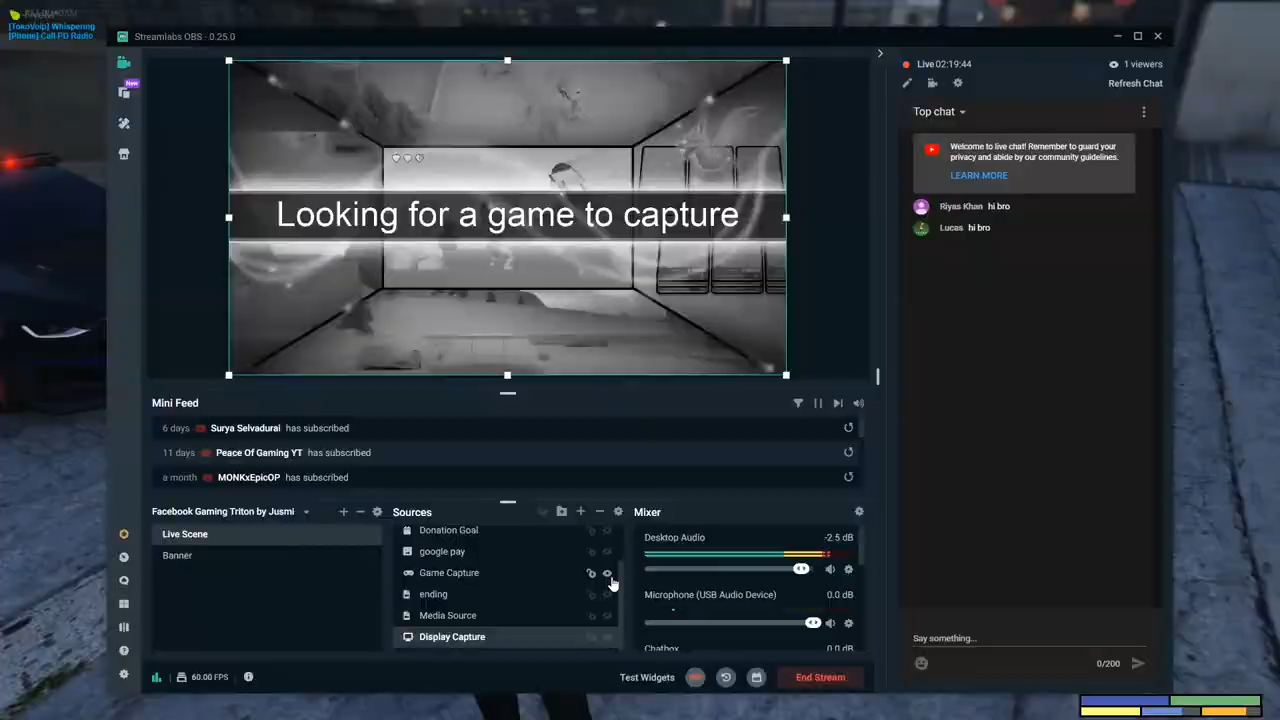 [TokoVoip] Whispering
[Phone] Call PD Radio
Streamlabs OBS - 0.25.0
Live 02:19:44
1 viewers
Refresh Chat
New
Top chat
Welcome to live chat! Remember to guard your
privacy and abide by our community guidelines.
LEARN MORE
Riyas Khan hi bro
Lucas hi bro
Looking for a game to capture
Mini Feed
6 days Surya Selvadurai has subscribed
11 days Peace Of Gaming YT has subscribed
a month MONKxEpicOP has subscribed
Facebook Gaming Triton by Jusmi
Live Scene
Banner
Sources
Donation Goal
google pay
Game Capture
ending
Media Source
Display Capture
Mixer
Desktop Audio -2.5 dB
Microphone (USB Audio Device) 0.0 dB
Chatbox 0.0 dB
Say something...
0/200
60.00 FPS
Test Widgets
End Stream